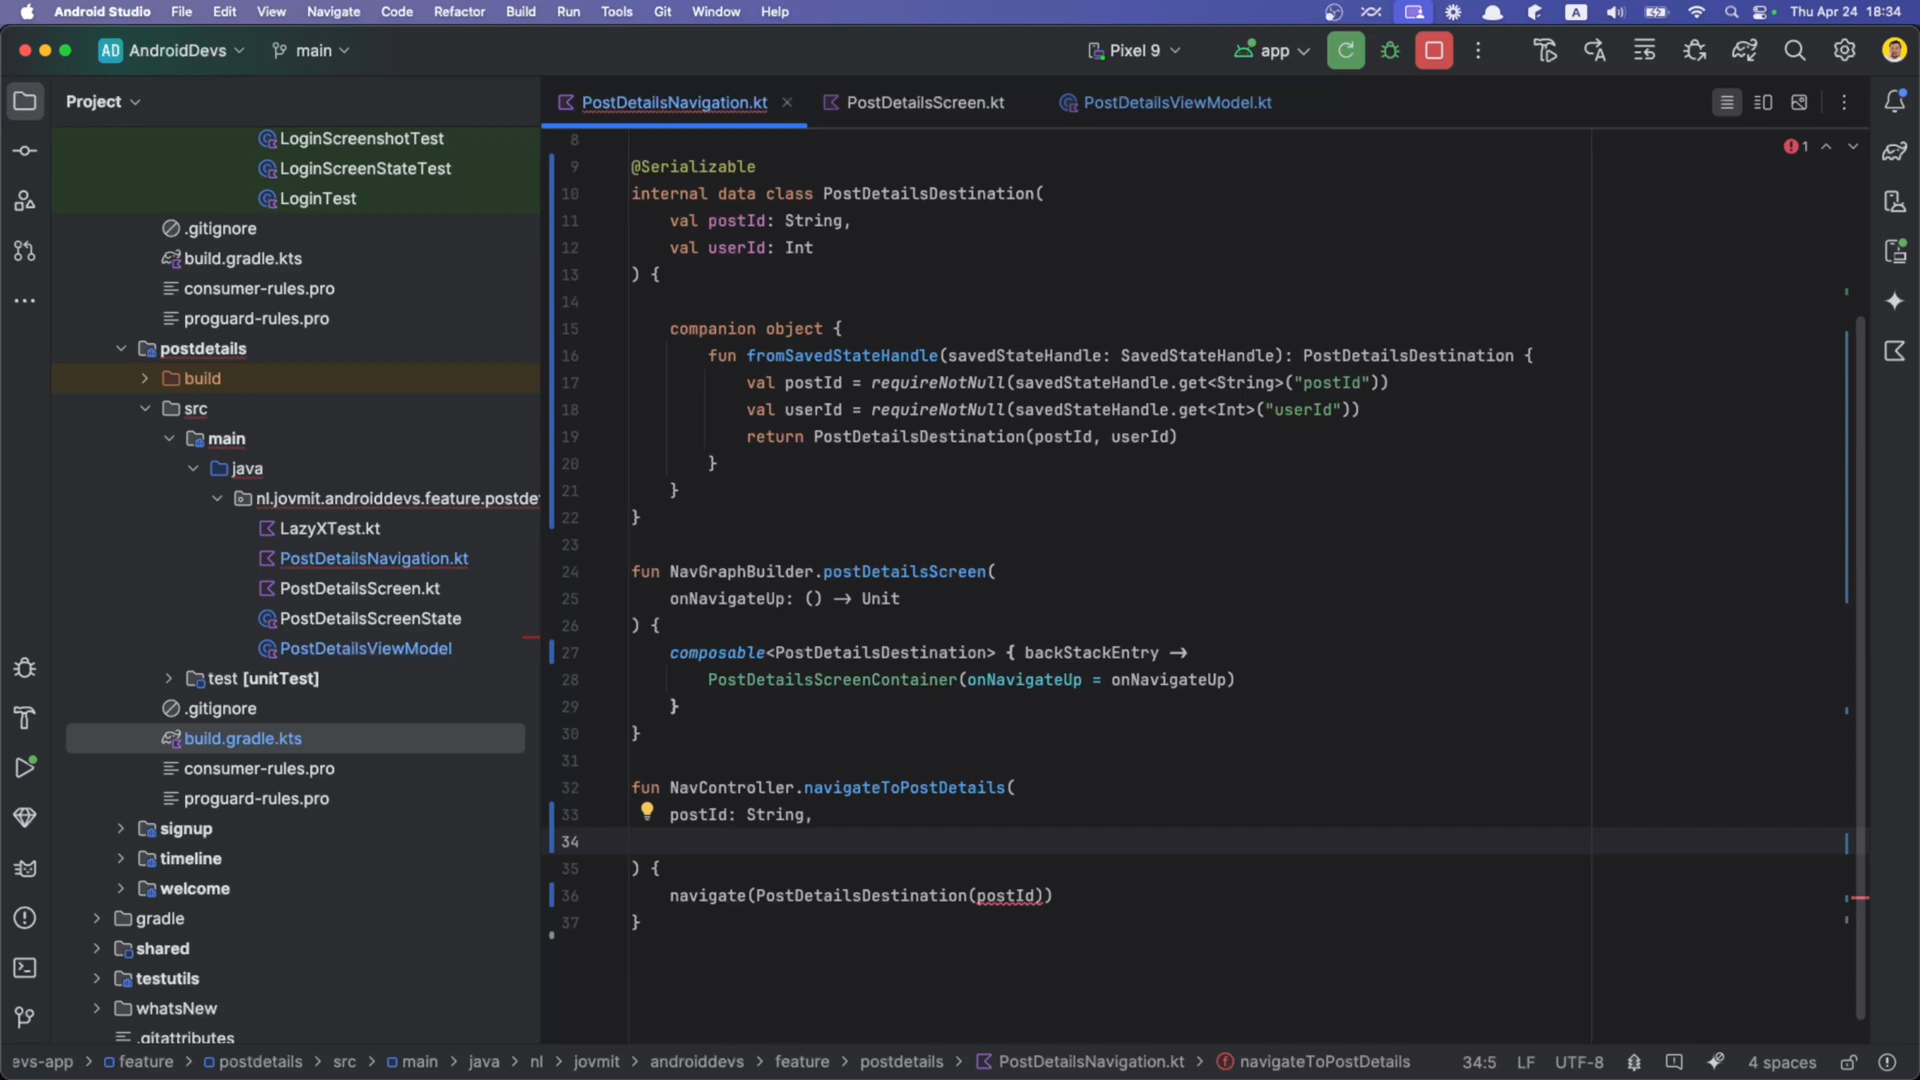 Android Studio File Edit View Navigate Code Refactor Build Run Tools Git Window Help A Thu Apr 24 18:34
AD AndroidDevs main Pixel 9 app
Project
LoginScreenshotTest
LoginScreenStateTest
LoginTest
.gitignore
build.gradle.kts
consumer-rules.pro
proguard-rules.pro
postdetails
build
src
main
java
nl.jovmit.androiddevs.feature.postdet
LazyXTest.kt
PostDetailsNavigation.kt
PostDetailsScreen.kt
PostDetailsScreenState
PostDetailsViewModel
test [unitTest]
.gitignore
build.gradle.kts
consumer-rules.pro
proguard-rules.pro
signup
timeline
welcome
gradle
shared
testutils
whatsNew
.gitattributes
PostDetailsNavigation.kt PostDetailsScreen.kt PostDetailsViewModel.kt
1
8
9 @Serializable
10 internal data class PostDetailsDestination(
11 val postId: String,
12 val userId: Int
13 ) {
14
15 companion object {
16 fun fromSavedStateHandle(savedStateHandle: SavedStateHandle): PostDetailsDestination {
17 val postId = requireNotNull(savedStateHandle.get<String>("postId"))
18 val userId = requireNotNull(savedStateHandle.get<Int>("userId"))
19 return PostDetailsDestination(postId, userId)
20 }
21 }
22 }
23
24 fun NavGraphBuilder.postDetailsScreen(
25 onNavigateUp: () -> Unit
26 ) {
27 composable<PostDetailsDestination> { backStackEntry ->
28 PostDetailsScreenContainer(onNavigateUp = onNavigateUp)
29 }
30 }
31
32 fun NavController.navigateToPostDetails(
33 postId: String,
34
35 ) {
36 navigate(PostDetailsDestination(postId))
37 }
evs-app > feature > postdetails > src > main > java > nl > jovmit > androiddevs > feature > postdetails > PostDetailsNavigation.kt > navigateToPostDetails 34:5 LF UTF-8 4 spaces